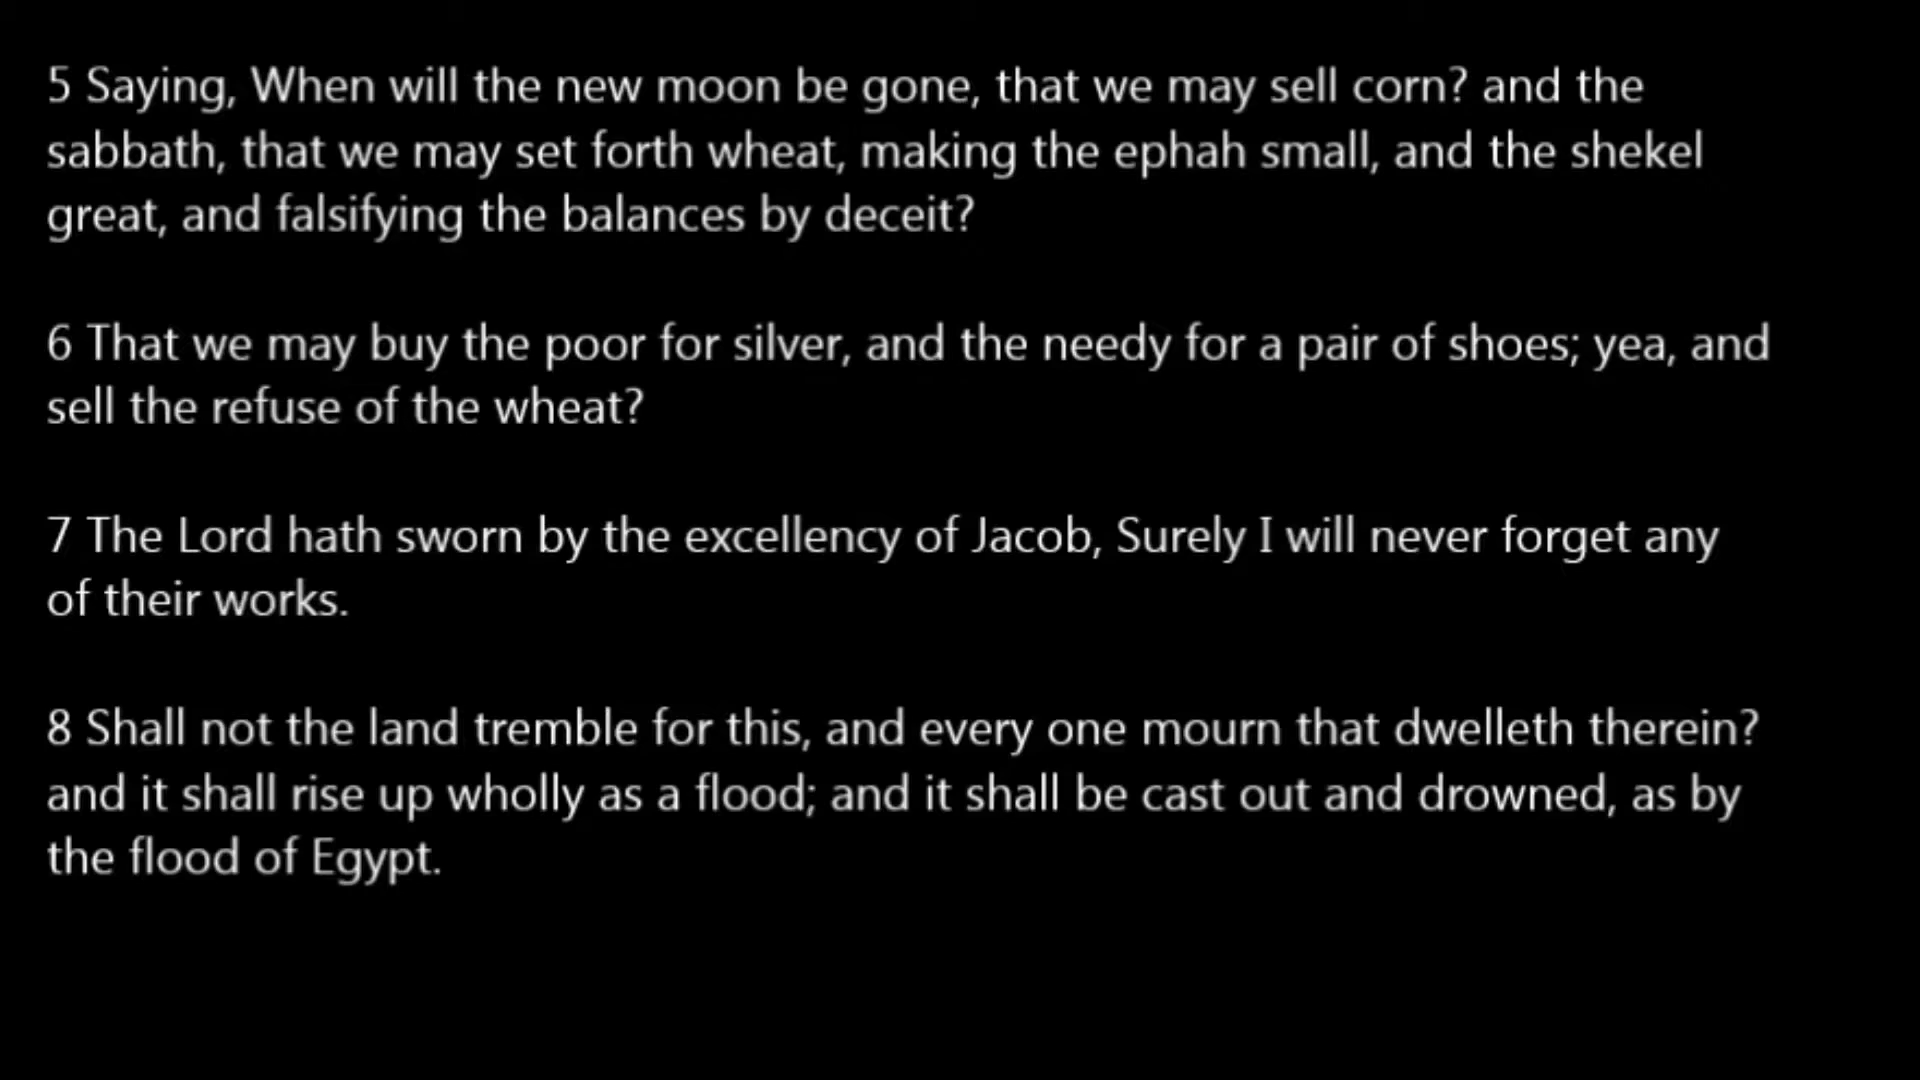 5 Saying, When will the new moon be gone, that we may sell corn? and the
sabbath, that we may set forth wheat, making the ephah small, and the shekel
great, and falsifying the balances by deceit?
6 That we may buy the poor for silver, and the needy for a pair of shoes; yea, and
sell the refuse of the wheat?
7 The Lord hath sworn by the excellency of Jacob, Surely I will never forget any
of their works.
8 Shall not the land tremble for this, and every one mourn that dwelleth therein?
and it shall rise up wholly as a flood; and it shall be cast out and drowned, as by
the flood of Egypt.